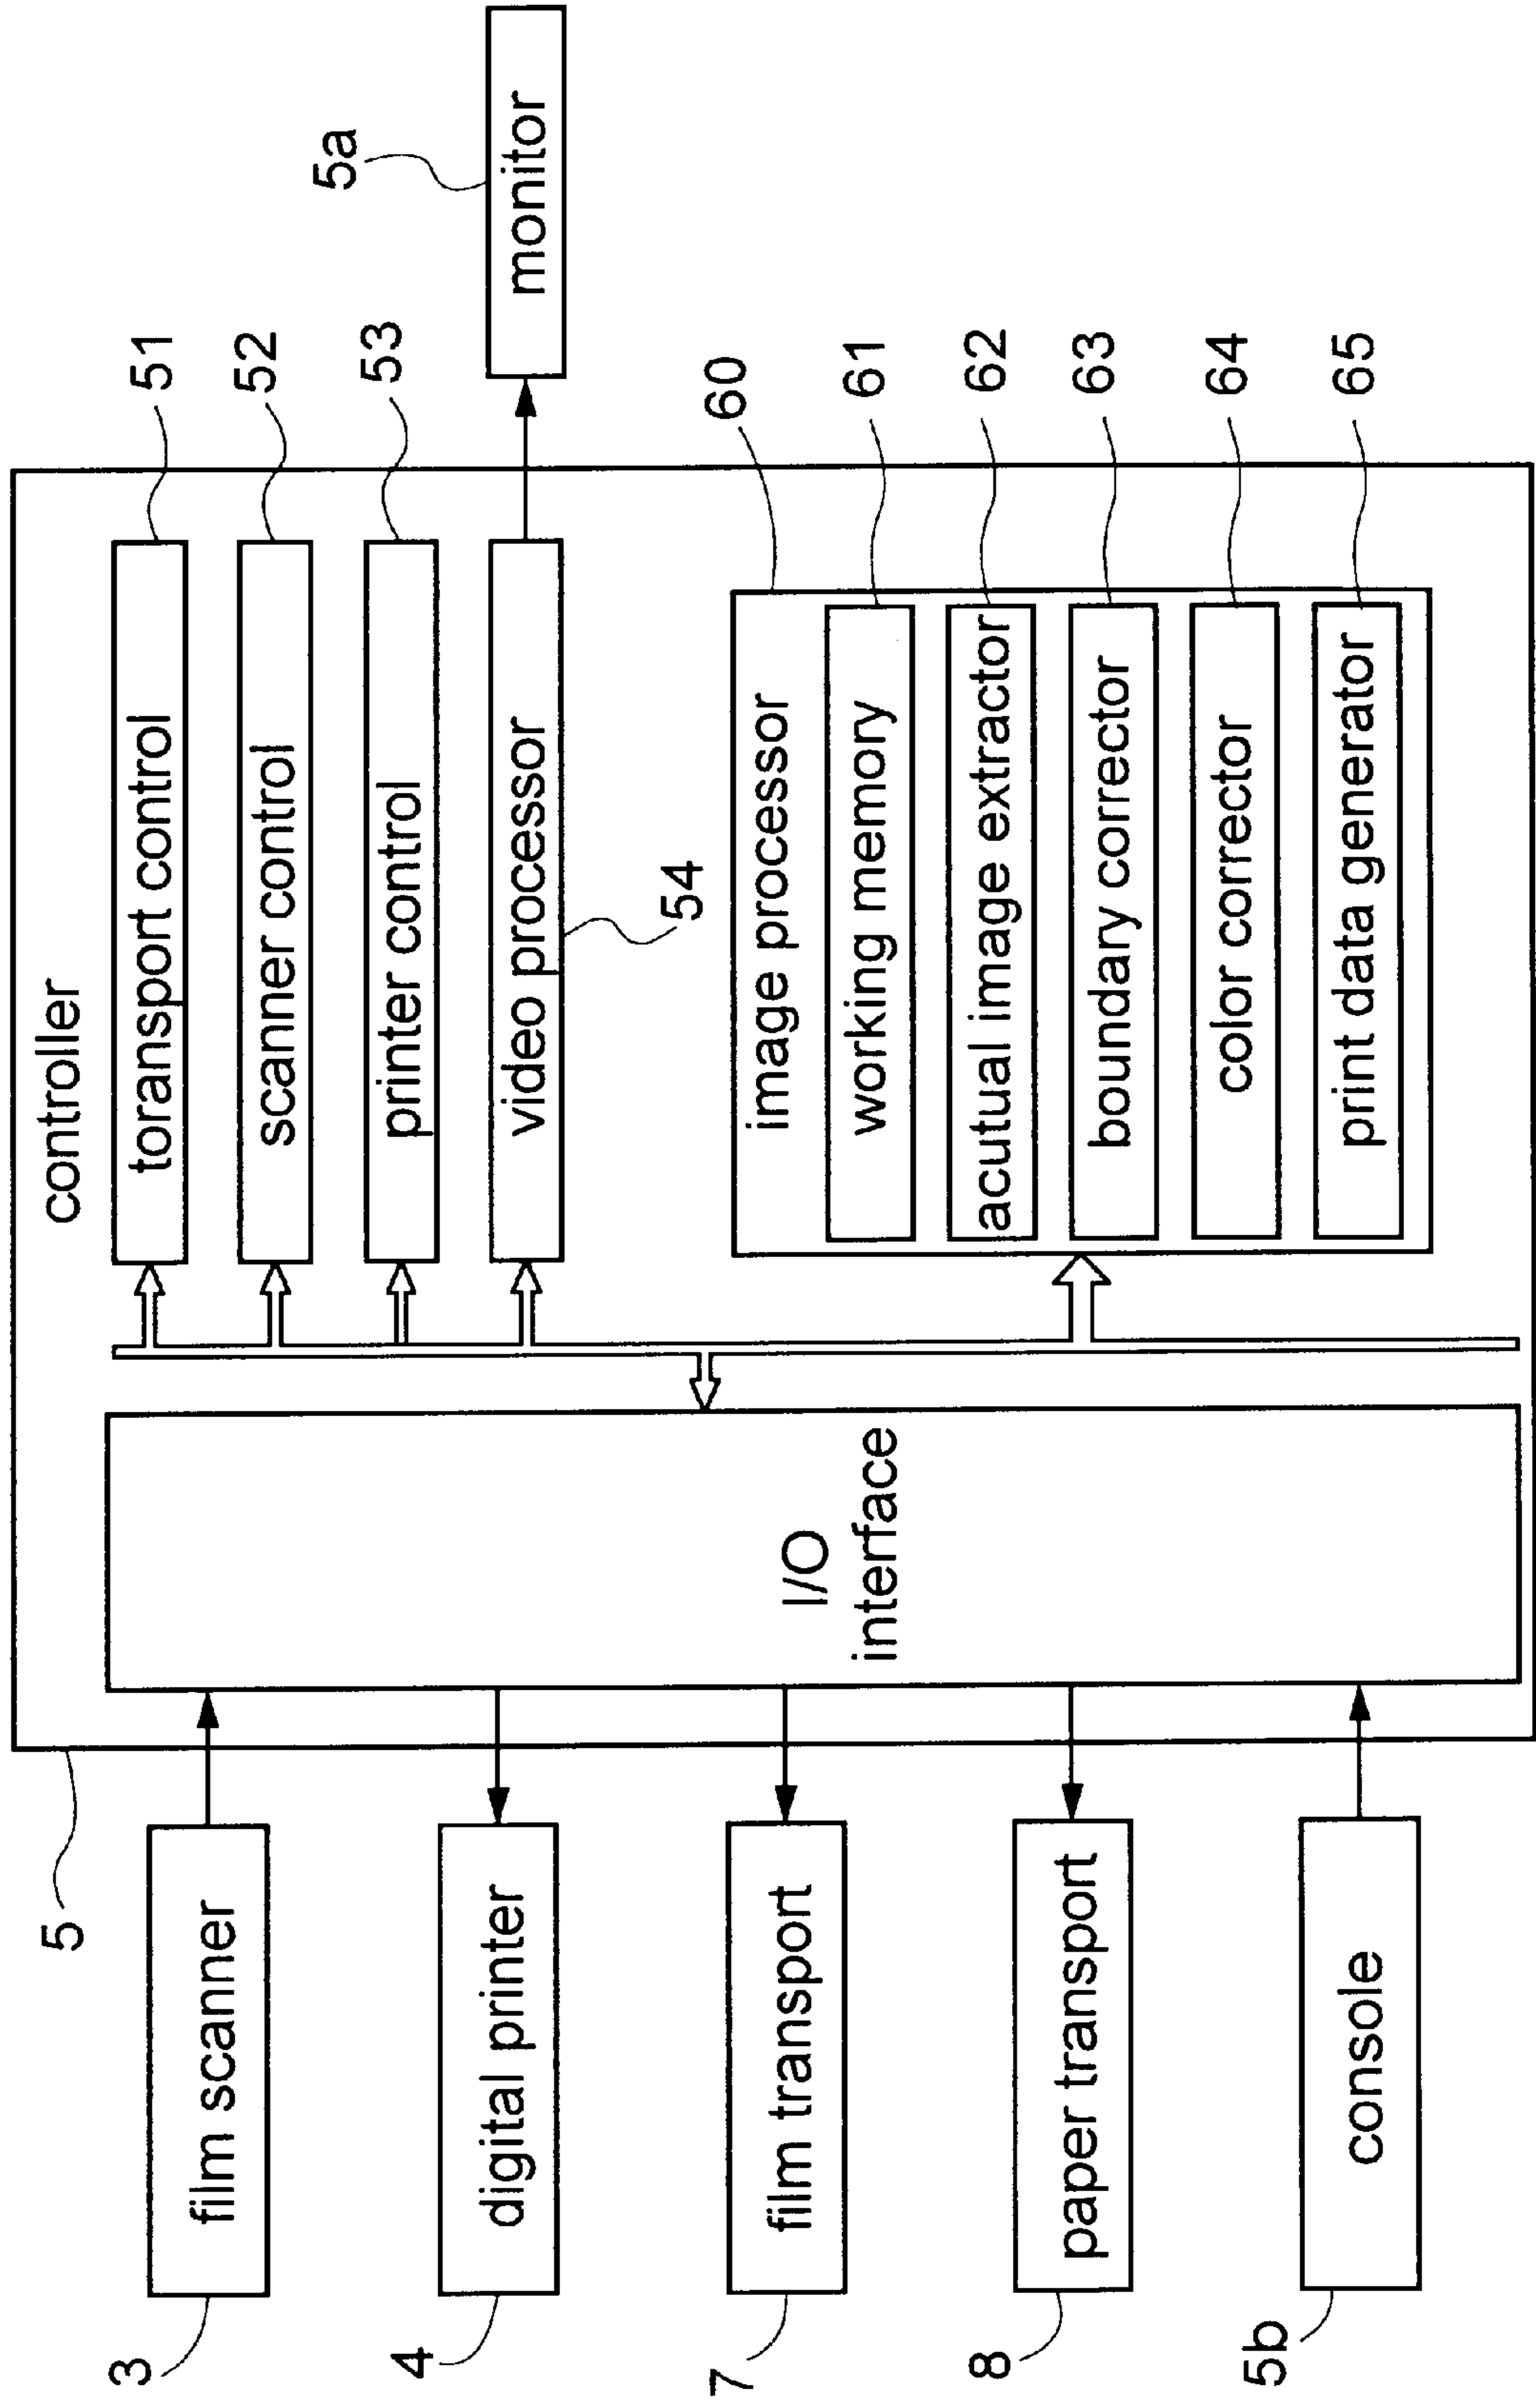 controller
5
3
film scanner
4
digital printer
7
film transport
8
paper transport
5b
console
I/O
interface
toransport control
51
scanner control
52
printer control
53
video processor
54
monitor
5a
image processor
60
working memory
61
acutual image extractor
62
boundary corrector
63
color corrector
64
print data generator
65